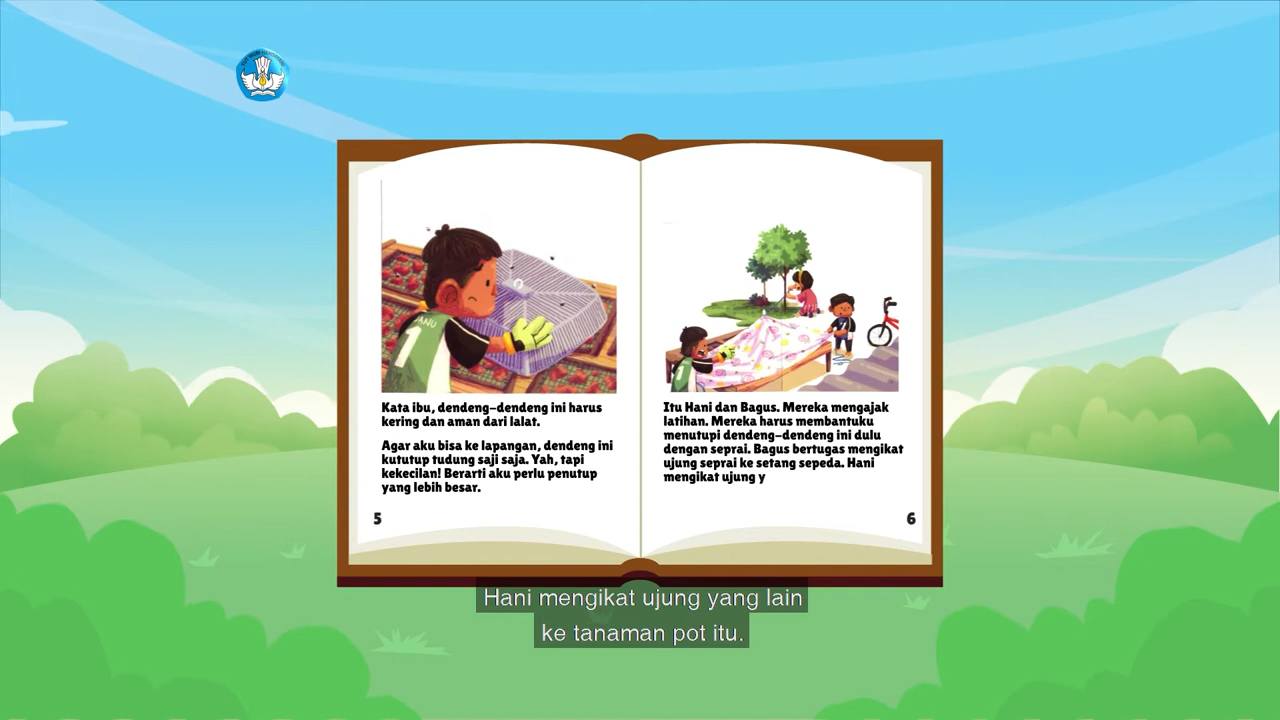 Kata ibu, dendeng-dendeng ini harus
kering dan aman dari lalat.
Agar aku bisa ke lapangan, dendeng ini
kututup tudung saji saja. Yah, tapi
kekecilan! Berarti aku perlu penutup
yang lebih besar.
5
Itu Hani dan Bagus. Mereka mengajak
latihan. Mereka harus membantuku
menutupi dendeng-dendeng ini dulu
dengan seprai. Bagus bertugas mengikat
ujung seprai ke setang sepeda. Hani
mengikat ujung y
6
1
1
Hani mengikat ujung yang lain
ke tanaman pot itu.